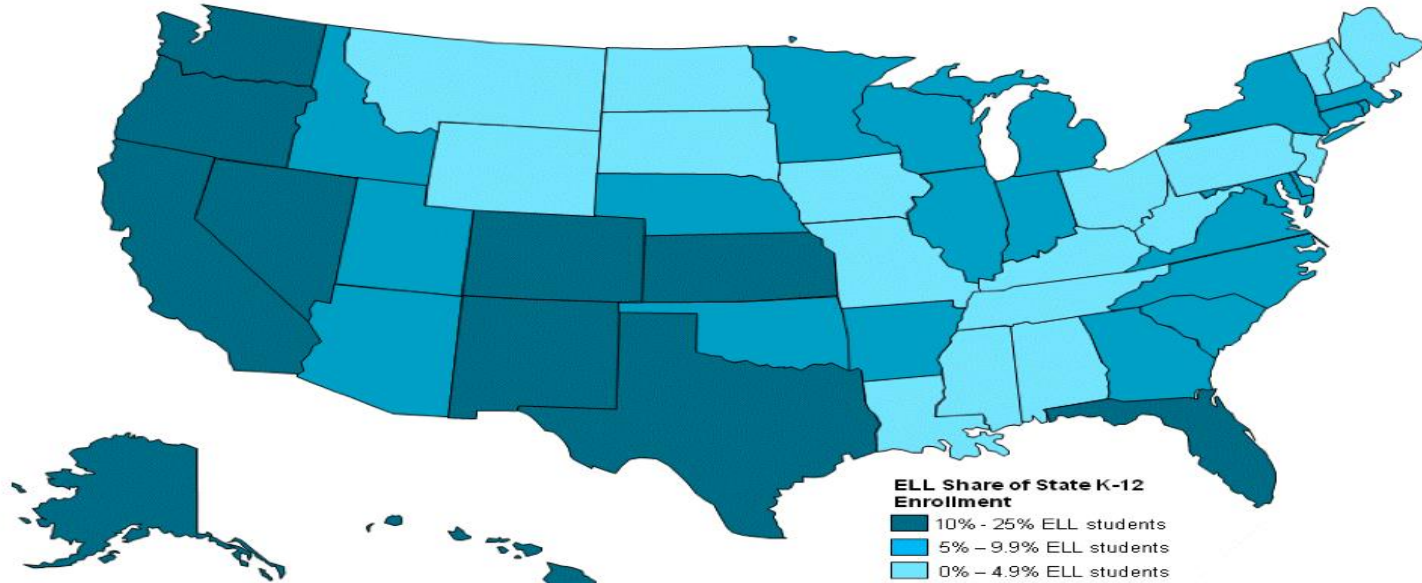 ELL Share of State K-12
Enrollment
10% - 25% ELL students
5% – 9.9% ELL students
0% – 4.9% ELL students